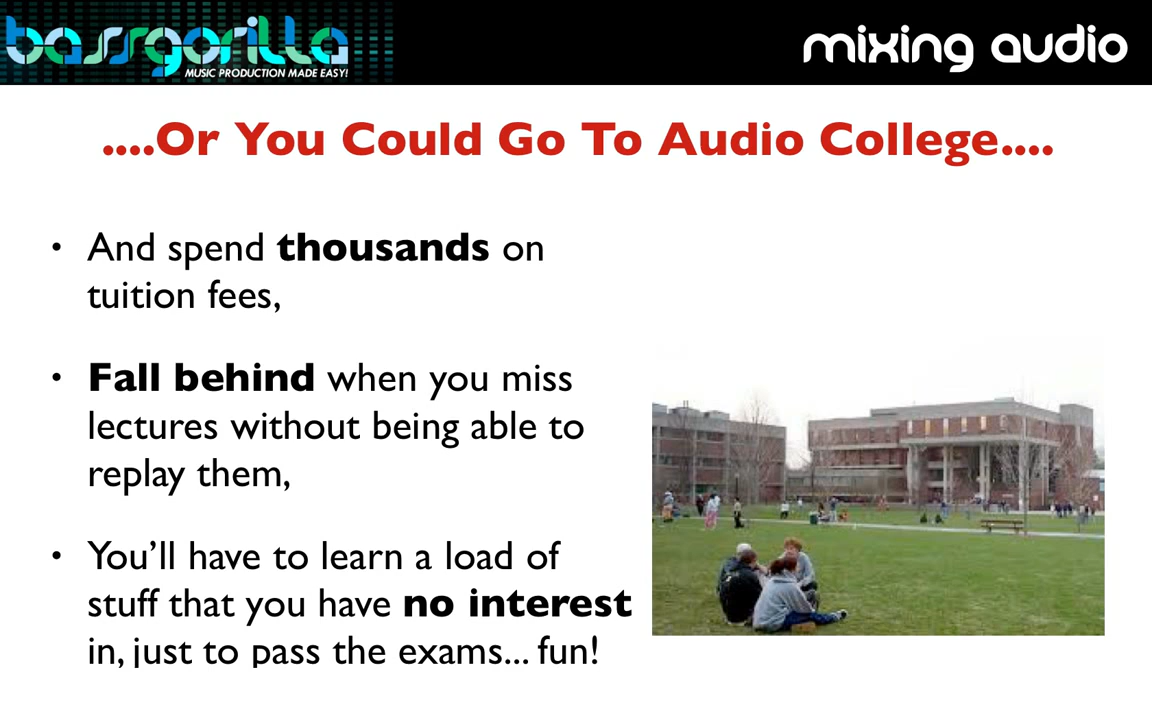 bassgorilla
MUSIC PRODUCTION MADE EASY!
mixing audio
....Or You Could Go To Audio College....
• And spend thousands on
tuition fees,
• Fall behind when you miss
lectures without being able to
replay them,
• You’ll have to learn a load of
stuff that you have no interest
in, just to pass the exams... fun!